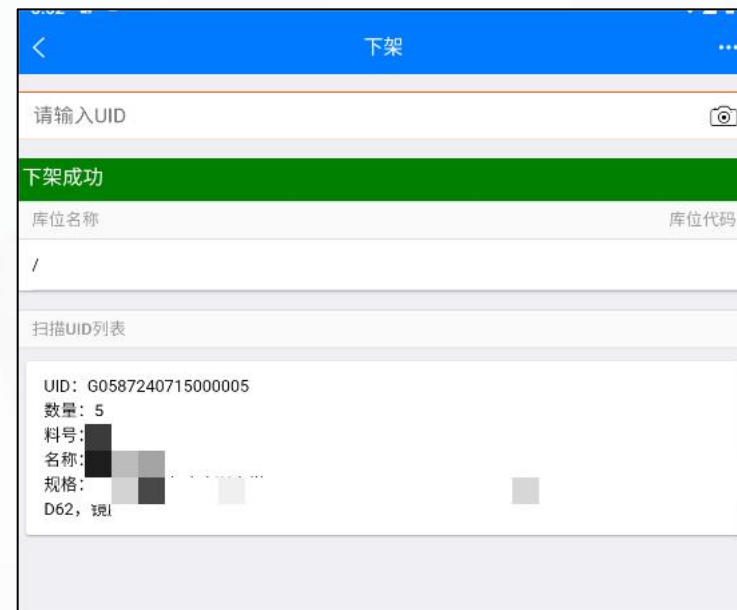 下架
请输入UID
下架成功
库位名称 库位代码
/
扫描UID列表
UID：G0587240715000005
数量：5
料号：
名称：
规格：
D62，镜